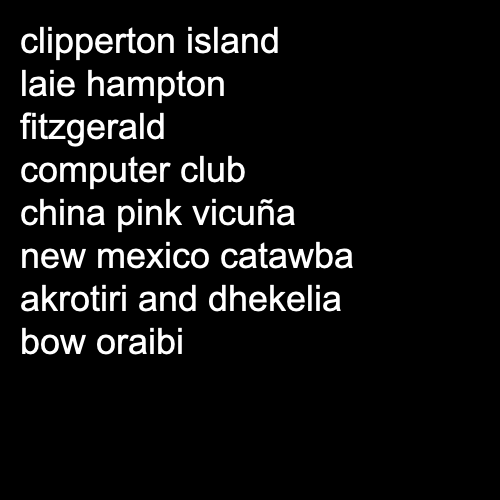 clipperton island
laie hampton
fitzgerald
computer club
china pink vicuña
new mexico catawba
akrotiri and dhekelia
bow oraibi